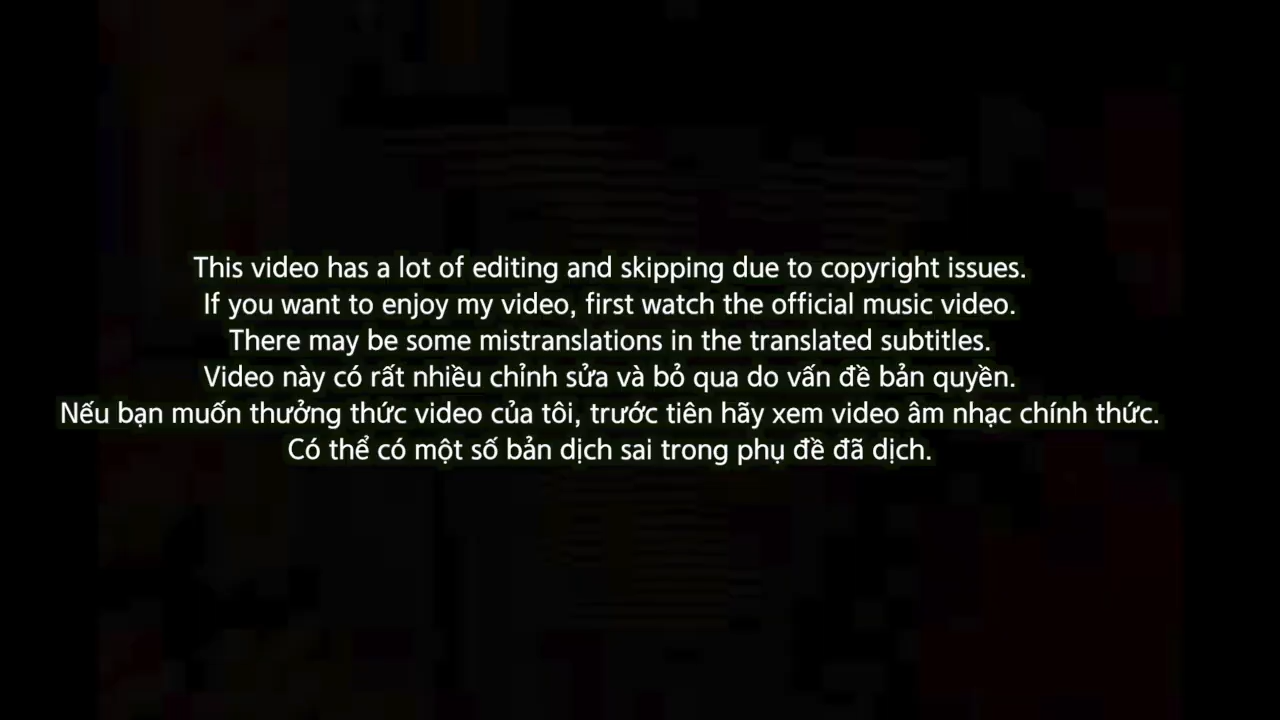 This video has a lot of editing and skipping due to copyright issues.
If you want to enjoy my video, first watch the official music video.
There may be some mistranslations in the translated subtitles.
Video này có rất nhiều chỉnh sửa và bỏ qua do vấn đề bản quyền.
Nếu bạn muốn thưởng thức video của tôi, trước tiên hãy xem video âm nhạc chính thức.
Có thể có một số bản dịch sai trong phụ đề đã dịch.